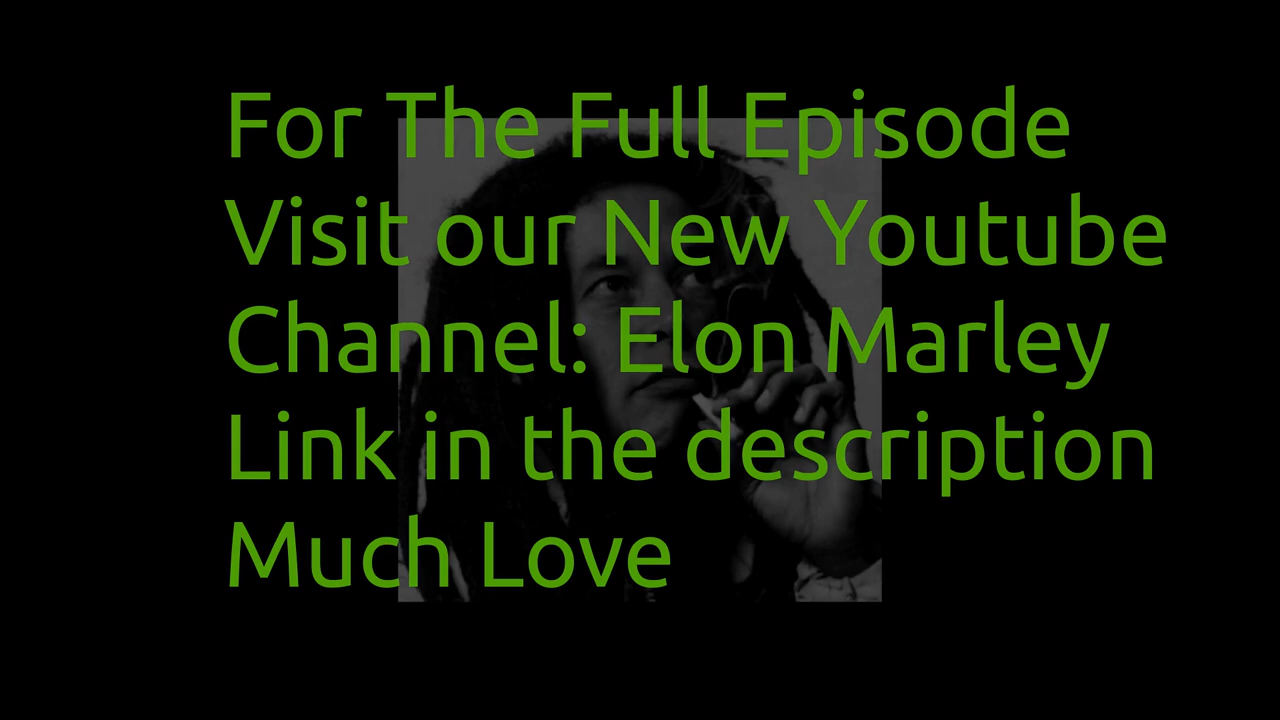 For The Full Episode
Visit our New Youtube
Channel: Elon Marley
Link in the description
Much Love